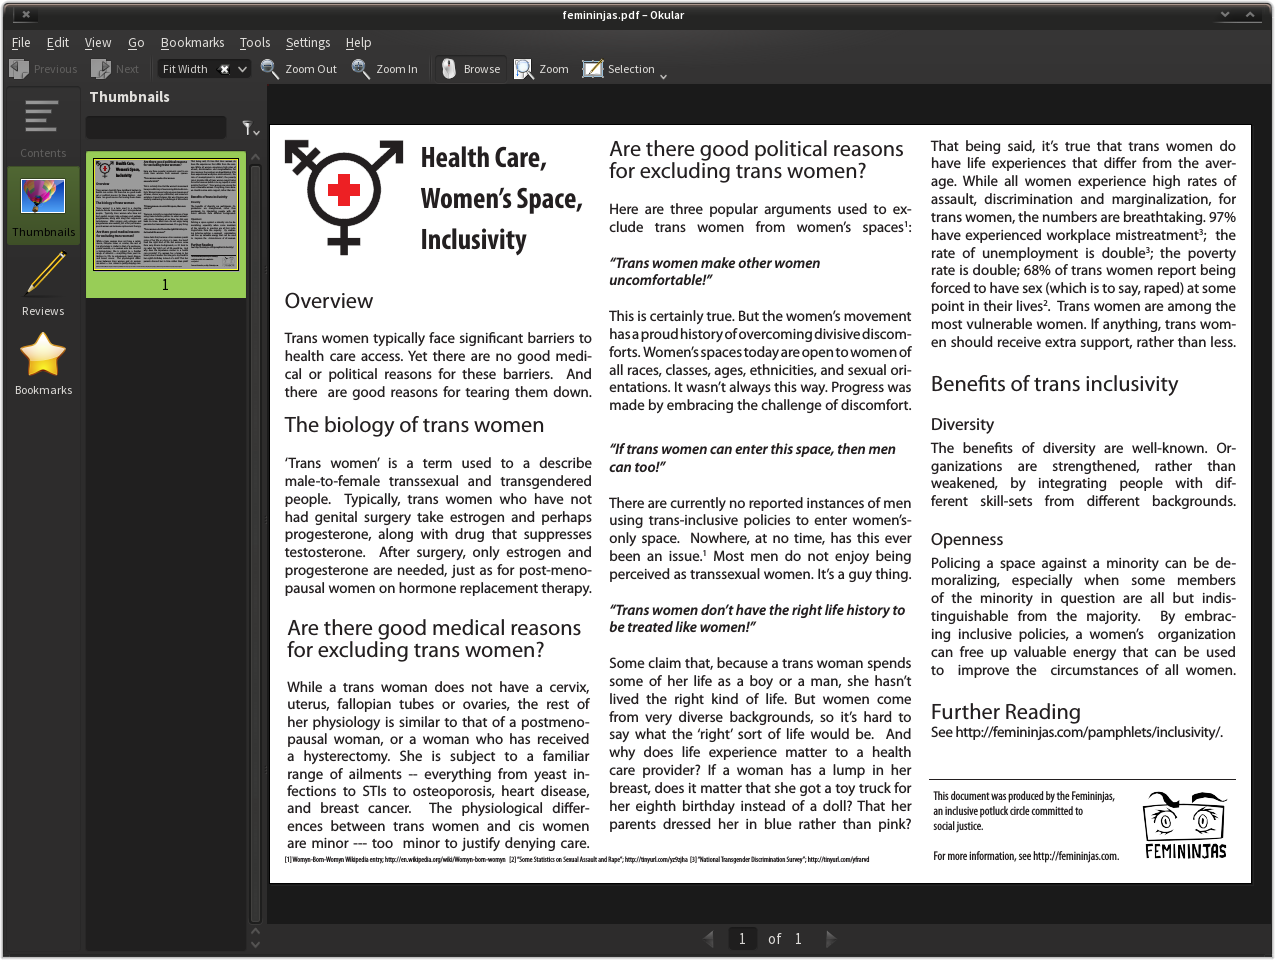 femininjas.pdf – Okular
File Edit View Go Bookmarks Tools Settings Help
Previous Next Fit Width Zoom Out Zoom In Browse Zoom Selection
Thumbnails
Contents
Thumbnails
Reviews
Bookmarks
1
Health Care,
Women's Space,
Inclusivity
Overview
Trans women typically face significant barriers to
health care access. Yet there are no good medi-
cal or political reasons for these barriers. And
there are good reasons for tearing them down.
The biology of trans women
‘Trans women’ is a term used to a describe
male-to-female transsexual and transgendered
people. Typically, trans women who have not
had genital surgery take estrogen and perhaps
progesterone, along with drug that suppresses
testosterone. After surgery, only estrogen and
progesterone are needed, just as for post-meno-
pausal women on hormone replacement therapy.
Are there good medical reasons
for excluding trans women?
While a trans woman does not have a cervix,
uterus, fallopian tubes or ovaries, the rest of
her physiology is similar to that of a postmeno-
pausal woman, or a woman who has received
a hysterectomy. She is subject to a familiar
range of ailments -- everything from yeast in-
fections to STIs to osteoporosis, heart disease,
and breast cancer. The physiological differ-
ences between trans women and cis women
are minor --- too minor to justify denying care.
Are there good political reasons
for excluding trans women?
Here are three popular arguments used to ex-
clude trans women from women's spaces¹:
“Trans women make other women
uncomfortable!”
This is certainly true. But the women's movement
has a proud history of overcoming divisive discom-
forts. Women's spaces today are open to women of
all races, classes, ages, ethnicities, and sexual ori-
entations. It wasn't always this way. Progress was
made by embracing the challenge of discomfort.
“If trans women can enter this space, then men
can too!”
There are currently no reported instances of men
using trans-inclusive policies to enter women's-
only space. Nowhere, at no time, has this ever
been an issue.¹ Most men do not enjoy being
perceived as transsexual women. It's a guy thing.
“Trans women don't have the right life history to
be treated like women!”
Some claim that, because a trans woman spends
some of her life as a boy or a man, she hasn't
lived the right kind of life. But women come
from very diverse backgrounds, so it's hard to
say what the ‘right’ sort of life would be. And
why does life experience matter to a health
care provider? If a woman has a lump in her
breast, does it matter that she got a toy truck for
her eighth birthday instead of a doll? That her
parents dressed her in blue rather than pink?
That being said, it's true that trans women do
have life experiences that differ from the aver-
age. While all women experience high rates of
assault, discrimination and marginalization, for
trans women, the numbers are breathtaking. 97%
have experienced workplace mistreatment³; the
rate of unemployment is double³; the poverty
rate is double; 68% of trans women report being
forced to have sex (which is to say, raped) at some
point in their lives². Trans women are among the
most vulnerable women. If anything, trans wom-
en should receive extra support, rather than less.
Benefits of trans inclusivity
Diversity
The benefits of diversity are well-known. Or-
ganizations are strengthened, rather than
weakened, by integrating people with dif-
ferent skill-sets from different backgrounds.
Openness
Policing a space against a minority can be de-
moralizing, especially when some members
of the minority in question are all but indis-
tinguishable from the majority. By embrac-
ing inclusive policies, a women's organization
can free up valuable energy that can be used
to improve the circumstances of all women.
Further Reading
See http://femininjas.com/pamphlets/inclusivity/.
This document was produced by the Femininjas,
an inclusive potluck circle committed to
social justice.
For more information, see http://femininjas.com.
FEMININJAS
[1] Womyn-Born-Womyn Wikipedia entry; http://en.wikipedia.org/wiki/Womyn-born-womyn [2] "Some Statistics on Sexual Assault and Rape"; http://tinyurl.com/yz9tjha [3] "National Transgender Discrimination Survey"; http://tinyurl.com/yfrarvd
1 of 1